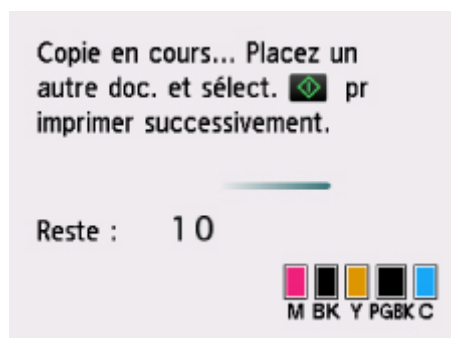 Copie en cours... Placez un
autre doc. et sélect. pr
imprimer successivement.
Reste : 10
M BK Y PGBK C